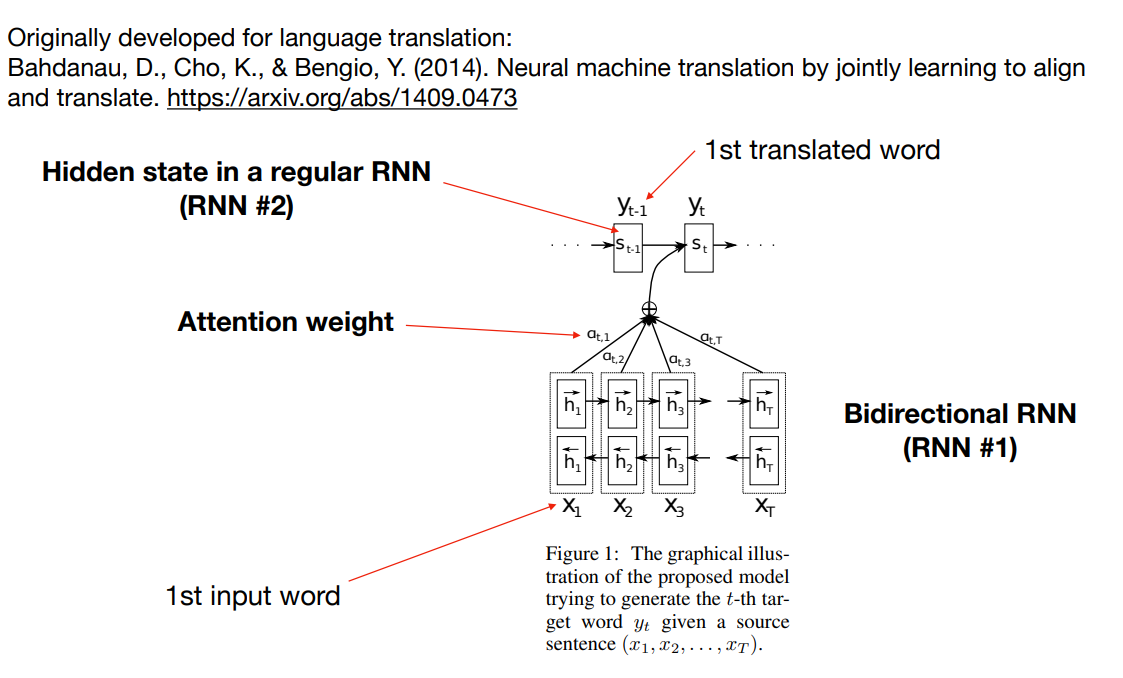 Originally developed for language translation:
Bahdanau, D., Cho, K., & Bengio, Y. (2014). Neural machine translation by jointly learning to align
and translate. https://arxiv.org/abs/1409.0473
1st translated word
Hidden state in a regular RNN
(RNN #2)
yt-1 yt
. . . st-1 st . . .
Attention weight
at,1 at,2 at,3 at,T
h1 h2 h3 hT
h1 h2 h3 hT
Bidirectional RNN
(RNN #1)
x1 x2 x3 xT
1st input word
Figure 1: The graphical illus-
tration of the proposed model
trying to generate the t-th tar-
get word yt given a source
sentence (x1, x2, . . . , xT).